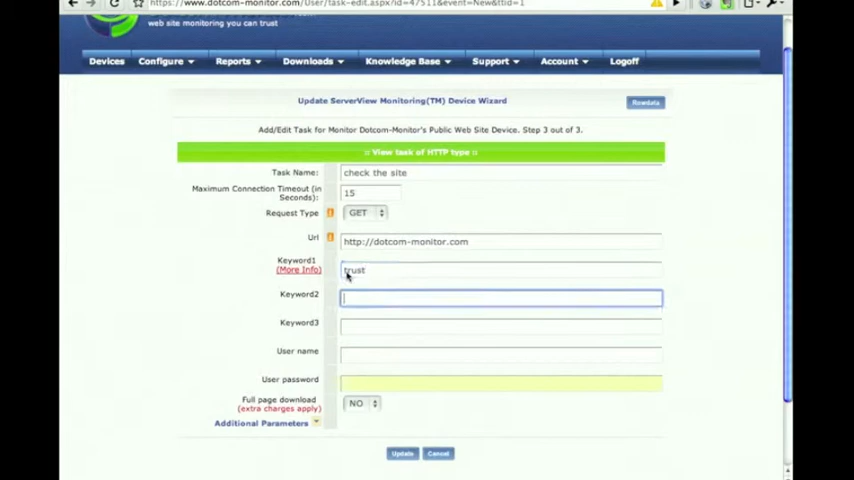 https://www.dotcom-monitor.com/User/task-edit.aspx?id=47511&event=New&ttid=1
web site monitoring you can trust
Devices Configure Reports Downloads Knowledge Base Support Account Logoff
Update ServerView Monitoring(TM) Device Wizard Rowdata
Add/Edit Task for Monitor Dotcom-Monitor's Public Web Site Device. Step 3 out of 3.
:: View task of HTTP type ::
Task Name: check the site
Maximum Connection Timeout (in
Seconds): 15
Request Type GET
Url http://dotcom-monitor.com
Keyword1
(More Info) trust
Keyword2
Keyword3
User name
User password
Full page download
(extra charges apply) NO
Additional Parameters
Update Cancel